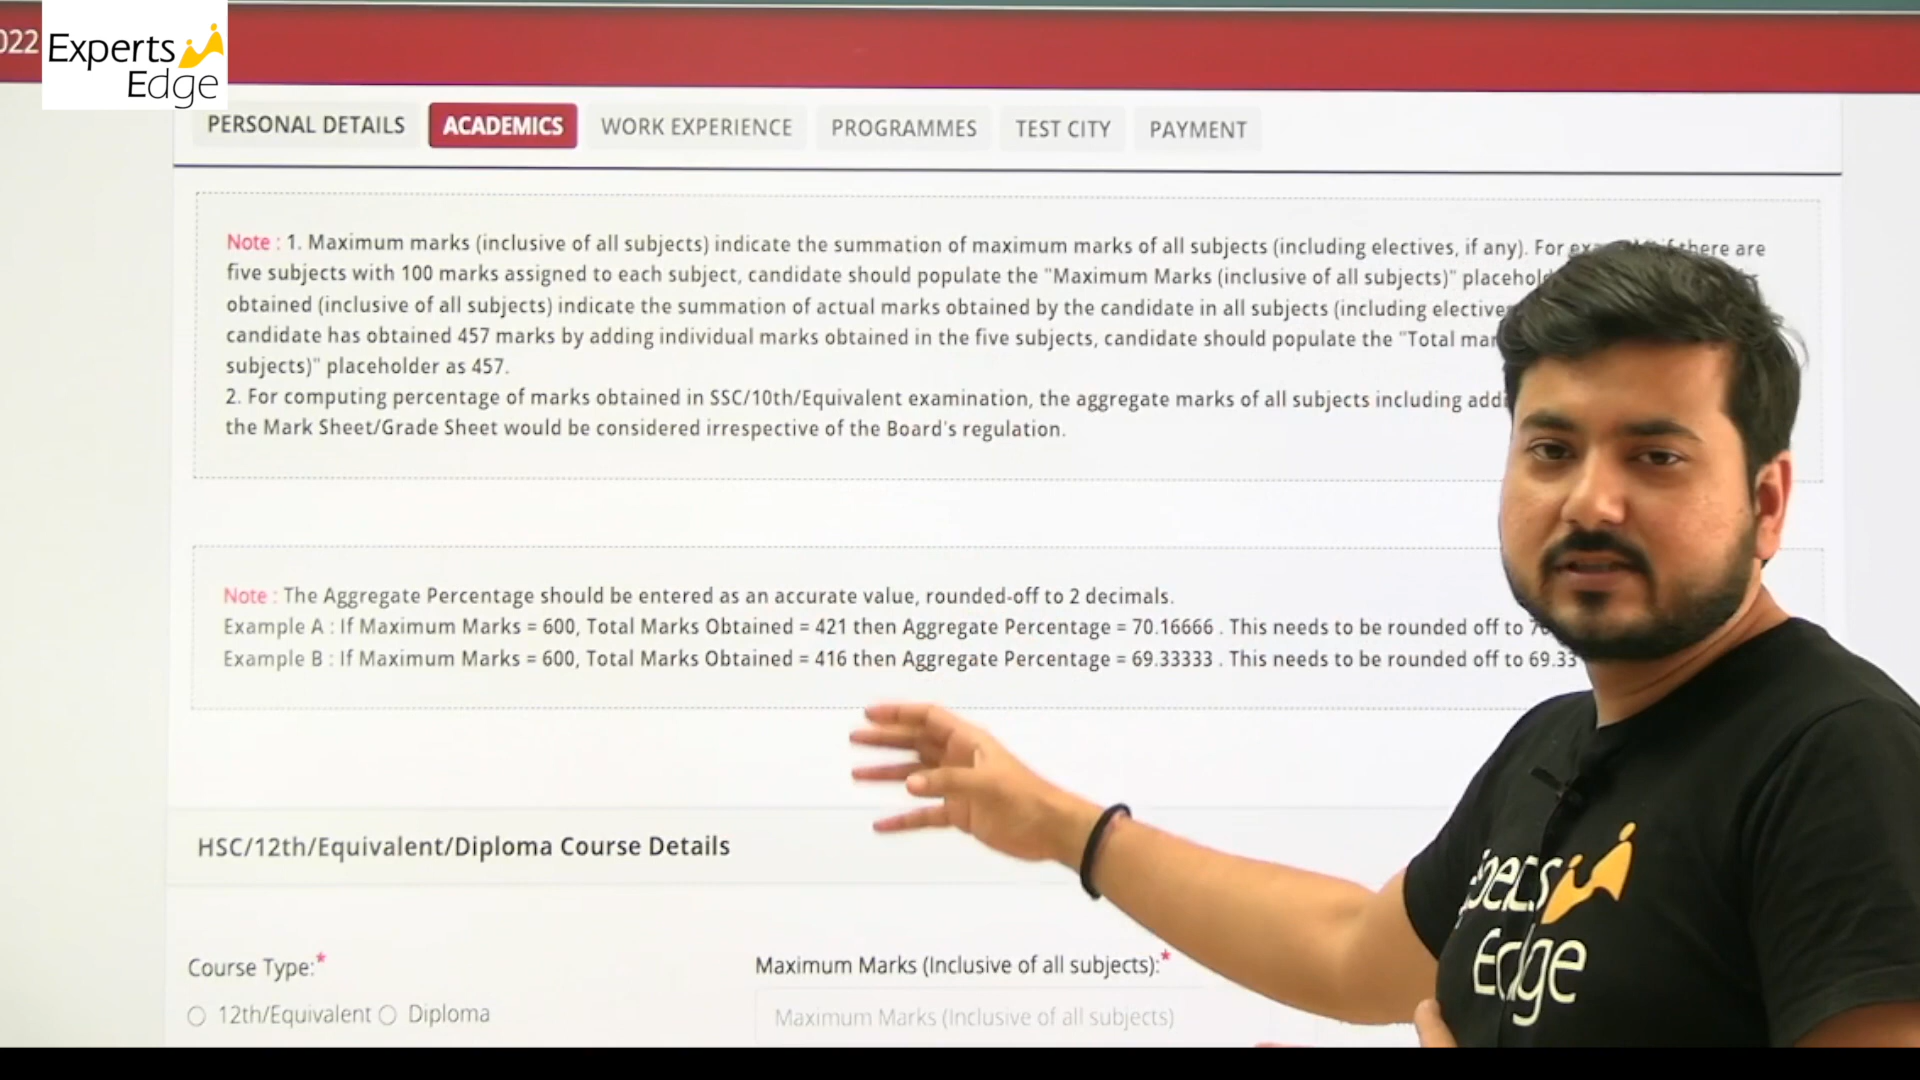 022
Experts
Edge
PERSONAL DETAILS ACADEMICS WORK EXPERIENCE PROGRAMMES TEST CITY PAYMENT
Note : 1. Maximum marks (inclusive of all subjects) indicate the summation of maximum marks of all subjects (including electives, if any). For if there are
five subjects with 100 marks assigned to each subject, candidate should populate the "Maximum Marks (inclusive of all subjects)"
obtained (inclusive of all subjects) indicate the summation of actual marks obtained by the candidate in all subjects (including
candidate has obtained 457 marks by adding individual marks obtained in the five subjects, candidate should populate the "Total
subjects)" placeholder as 457.
2. For computing percentage of marks obtained in SSC/10th/Equivalent examination, the aggregate marks of all subjects including
the Mark Sheet/Grade Sheet would be considered irrespective of the Board's regulation.
Note : The Aggregate Percentage should be entered as an accurate value, rounded-off to 2 decimals.
Example A : If Maximum Marks = 600, Total Marks Obtained = 421 then Aggregate Percentage = 70.16666 . This needs to be rounded off to
Example B : If Maximum Marks = 600, Total Marks Obtained = 416 then Aggregate Percentage = 69.33333 . This needs to be rounded off to 69.33
HSC/12th/Equivalent/Diploma Course Details
Course Type:* Maximum Marks (Inclusive of all subjects):*
12th/Equivalent Diploma Maximum Marks (Inclusive of all subjects)
Edge